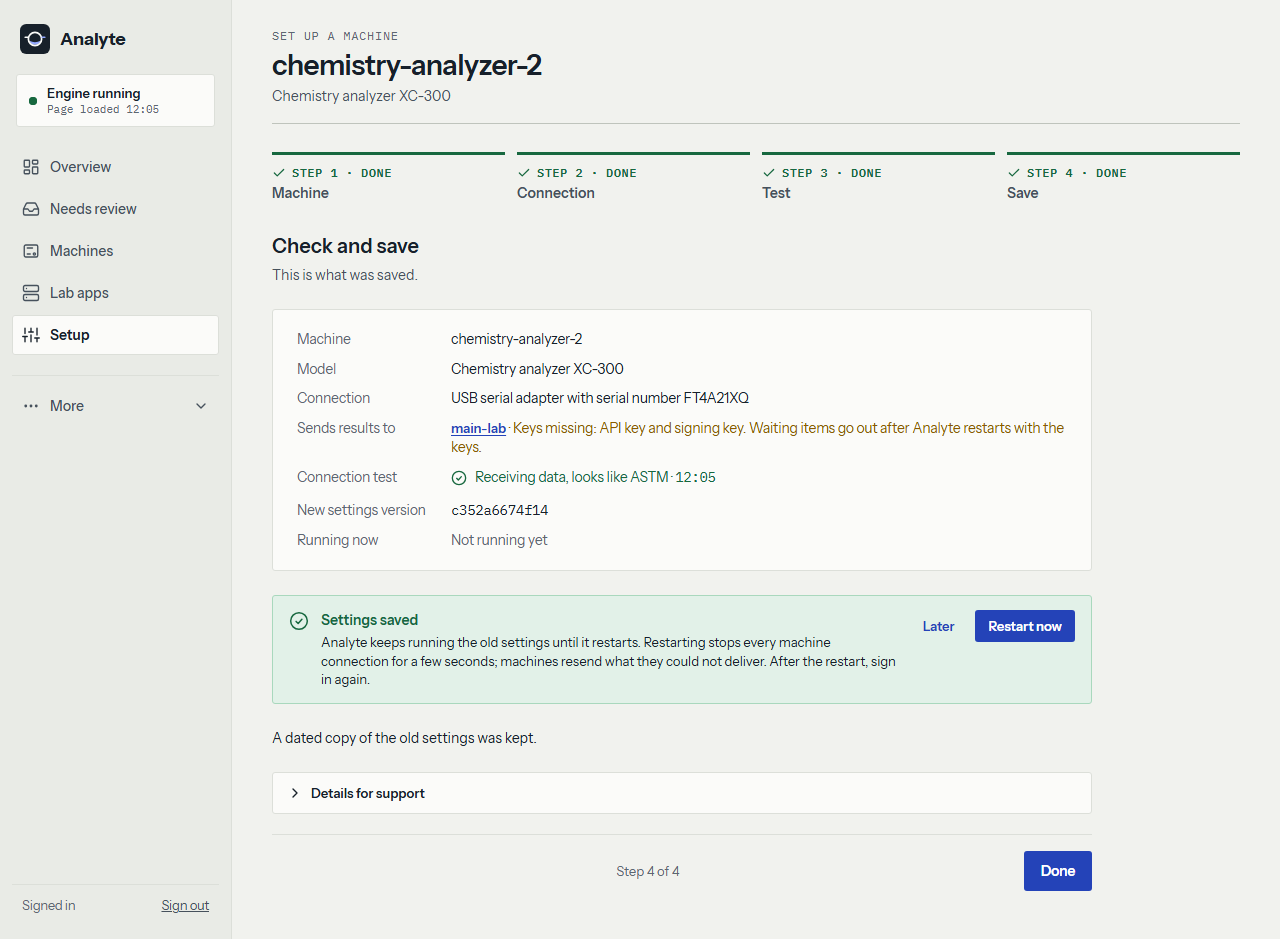 Analyte
Engine running
Page loaded 12:05
Overview
Needs review
Machines
Lab apps
Setup
More
Signed in
Sign out
SET UP A MACHINE
chemistry-analyzer-2
Chemistry analyzer XC-300
STEP 1 · DONE
Machine
STEP 2 · DONE
Connection
STEP 3 · DONE
Test
STEP 4 · DONE
Save
Check and save
This is what was saved.
Machine chemistry-analyzer-2
Model Chemistry analyzer XC-300
Connection USB serial adapter with serial number FT4A21XQ
Sends results to main-lab · Keys missing: API key and signing key. Waiting items go out after Analyte restarts with the
keys.
Connection test Receiving data, looks like ASTM · 12:05
New settings version c352a6674f14
Running now Not running yet
Settings saved
Analyte keeps running the old settings until it restarts. Restarting stops every machine
connection for a few seconds; machines resend what they could not deliver. After the restart, sign
in again.
Later
Restart now
A dated copy of the old settings was kept.
Details for support
Step 4 of 4
Done